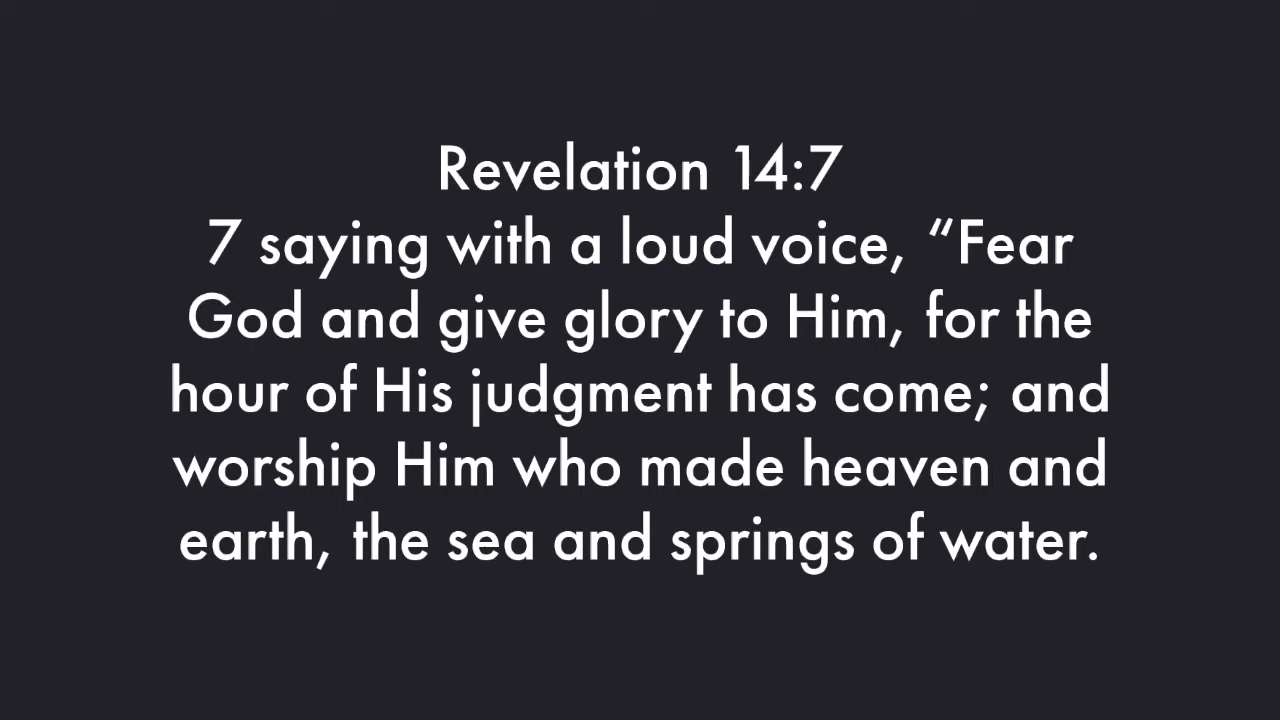 Revelation 14:7
7 saying with a loud voice, “Fear
God and give glory to Him, for the
hour of His judgment has come; and
worship Him who made heaven and
earth, the sea and springs of water.